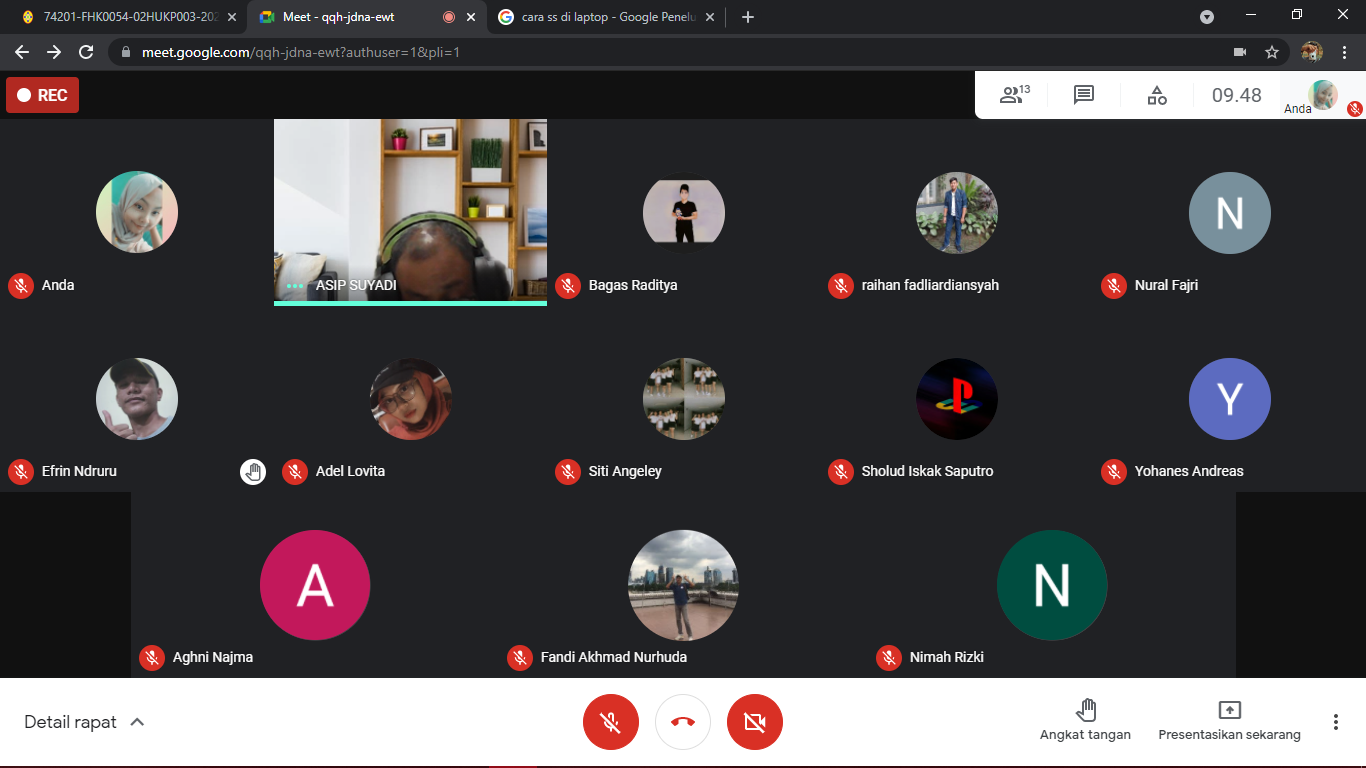 74201-FHK0054-02HUKP003-202
Meet - qqh-jdna-ewt
cara ss di laptop - Google Penelu
meet.google.com/qqh-jdna-ewt?authuser=1&pli=1
REC
13
09.48
Anda
Anda
ASIP SUYADI
Bagas Raditya
raihan fadliardiansyah
N
Nural Fajri
Efrin Ndruru
Adel Lovita
Siti Angeley
Sholud Iskak Saputro
Y
Yohanes Andreas
A
Aghni Najma
Fandi Akhmad Nurhuda
N
Nimah Rizki
Detail rapat
Angkat tangan
Presentasikan sekarang